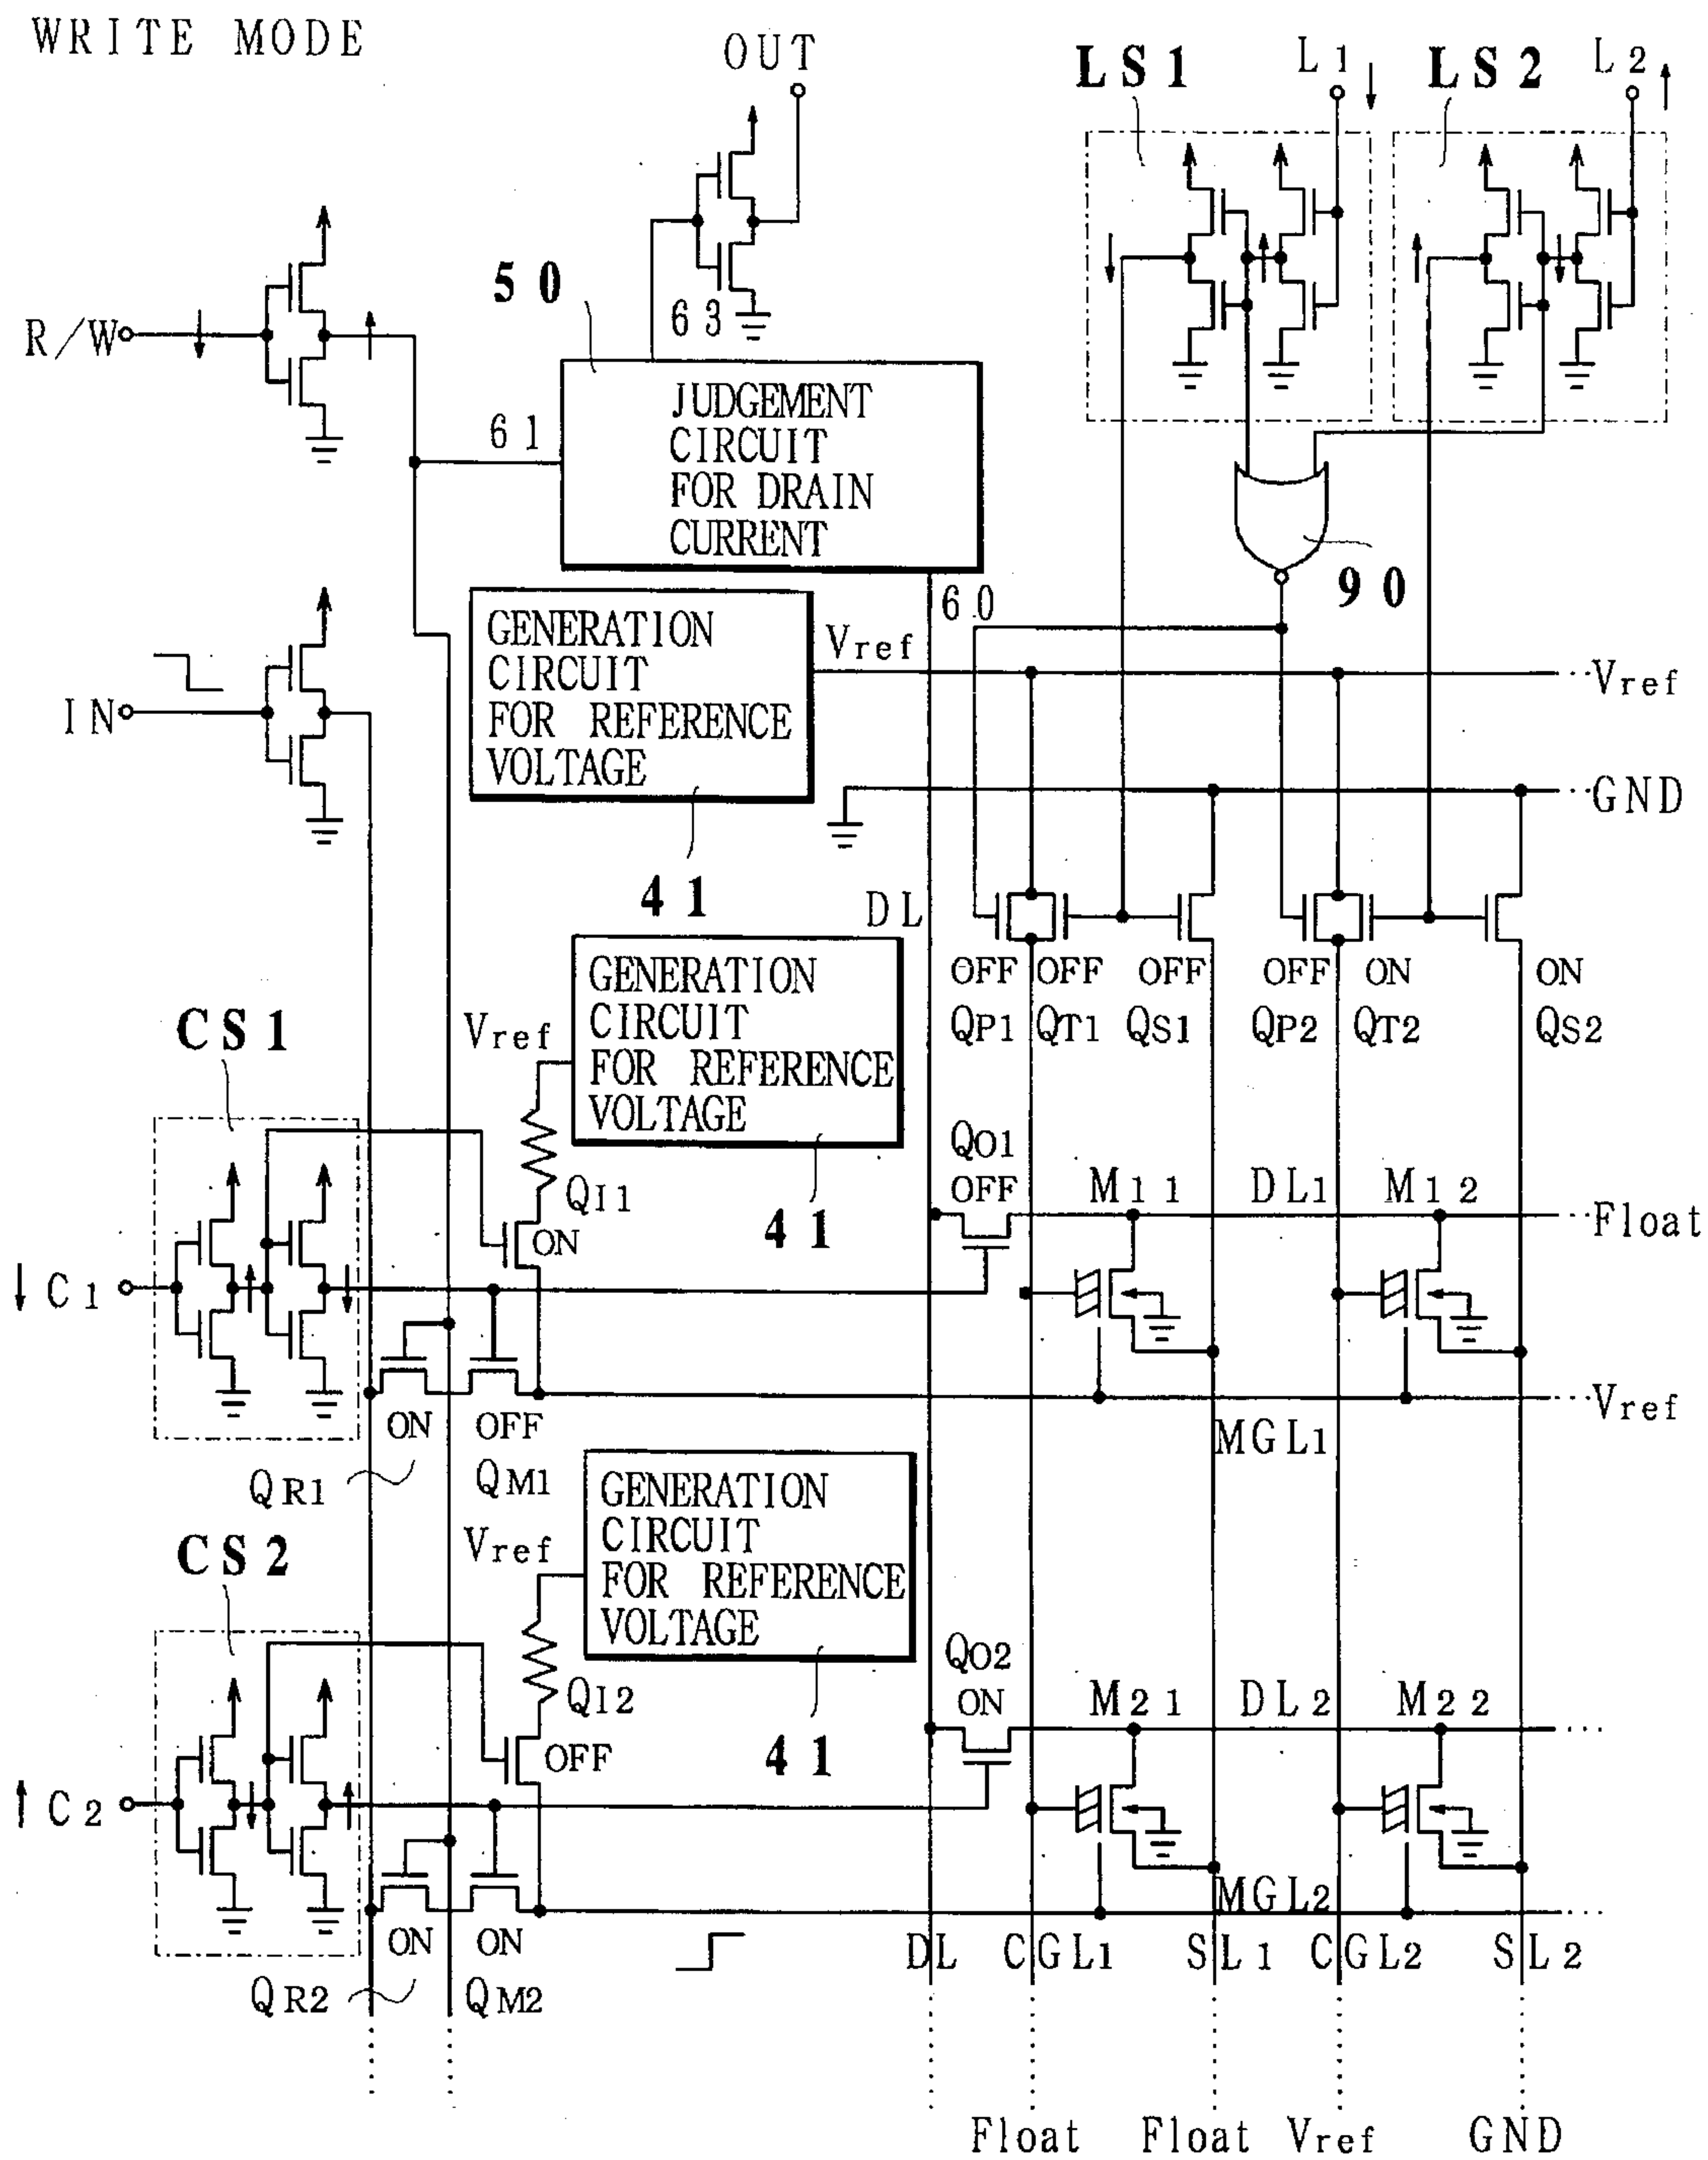 WRITE MODE
OUT
LS1
L1
LS2
L2
R/W
50
63
61
JUDGEMENT
CIRCUIT
FOR DRAIN
CURRENT
60
90
IN
GENERATION
CIRCUIT
FOR REFERENCE
VOLTAGE
Vref
··Vref
··GND
41
DL
GENERATION
CIRCUIT
FOR REFERENCE
VOLTAGE
Vref
OFF OFF OFF OFF ON ON
QP1 QT1 QS1 QP2 QT2 QS2
CS1
QI1
ON
41
QO1
OFF
M11
DL1
M12
··Float
C1
··Vref
ON OFF
MGL1
QR1
QM1
CS2
GENERATION
CIRCUIT
FOR REFERENCE
VOLTAGE
Vref
QI2
OFF
41
QO2
ON
M21
DL2
M22
C2
MGL2
ON ON
QR2
QM2
DL CGL1 SL1 CGL2 SL2
Float Float Vref GND